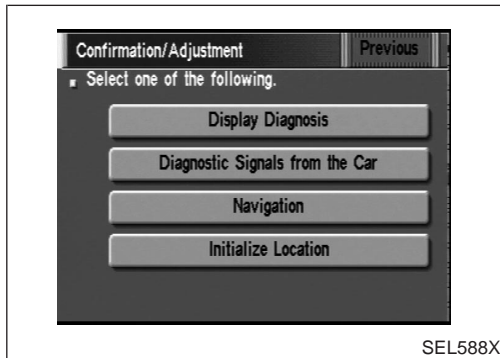 Confirmation/Adjustment
Previous
Select one of the following.
Display Diagnosis
Diagnostic Signals from the Car
Navigation
Initialize Location
SEL588X